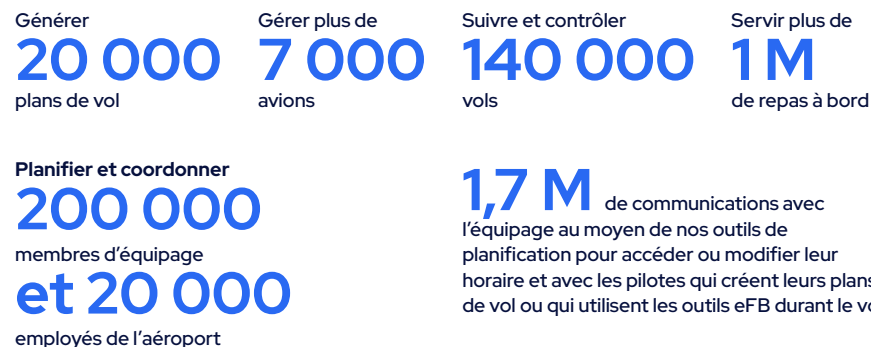 Générer
20 000
plans de vol
Gérer plus de
7 000
avions
Suivre et contrôler
140 000
vols
Servir plus de
1 M
de repas à bord
Planifier et coordonner
200 000
membres d’équipage
et 20 000
employés de l’aéroport
1,7 M de communications avec
l’équipage au moyen de nos outils de
planification pour accéder ou modifier leur
horaire et avec les pilotes qui créent leurs plans
de vol ou qui utilisent les outils eFB durant le